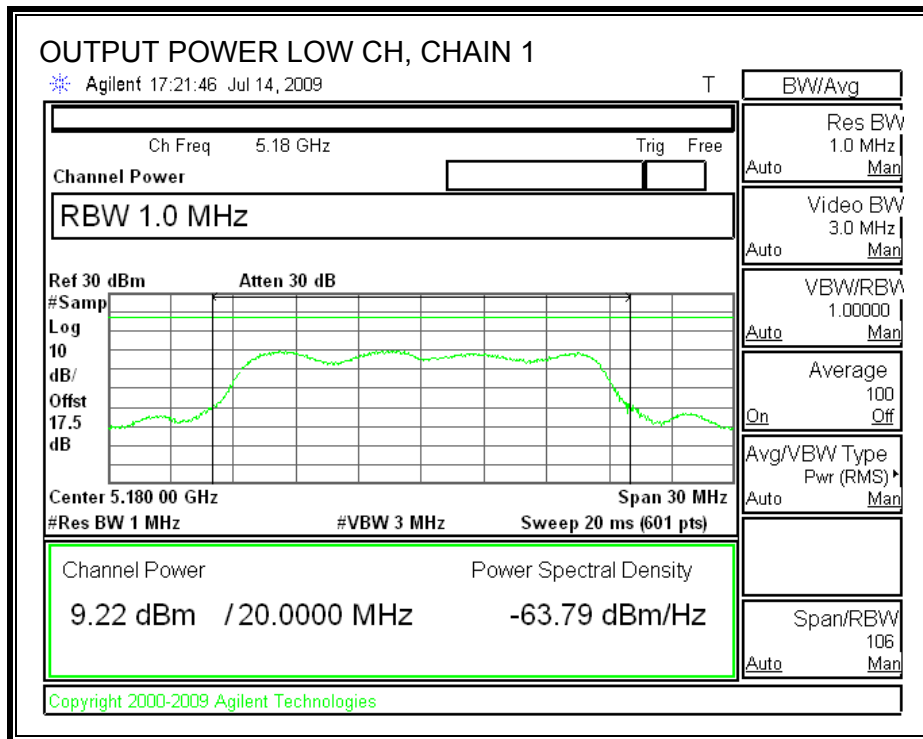 OUTPUT POWER LOW CH, CHAIN 1
Agilent 17:21:46 Jul 14, 2009 T
BW/Avg
Ch Freq 5.18 GHz Trig Free
Channel Power
RBW 1.0 MHz
Ref 30 dBm Atten 30 dB
#Samp
Log
10
dB/
Offst
17.5
dB
Center 5.180 00 GHz Span 30 MHz
#Res BW 1 MHz #VBW 3 MHz Sweep 20 ms (601 pts)
Channel Power Power Spectral Density
9.22 dBm / 20.0000 MHz -63.79 dBm/Hz
Copyright 2000-2009 Agilent Technologies
Res BW
1.0 MHz
Auto Man
Video BW
3.0 MHz
Auto Man
VBW/RBW
1.00000
Auto Man
Average
100
On Off
Avg/VBW Type
Pwr (RMS)
Auto Man
Span/RBW
106
Auto Man